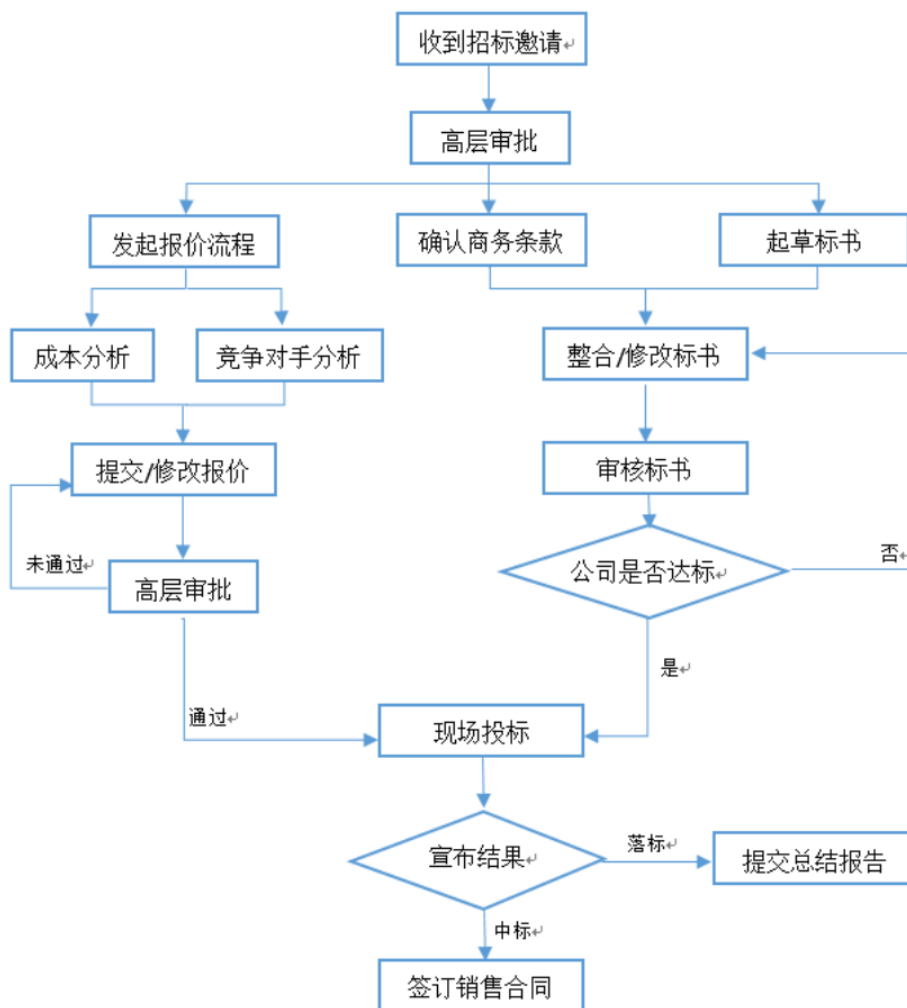 收到招标邀请
高层审批
发起报价流程
确认商务条款
起草标书
成本分析
竞争对手分析
整合/修改标书
提交/修改报价
审核标书
未通过
高层审批
公司是否达标
否
是
通过
现场投标
宣布结果
落标
提交总结报告
中标
签订销售合同